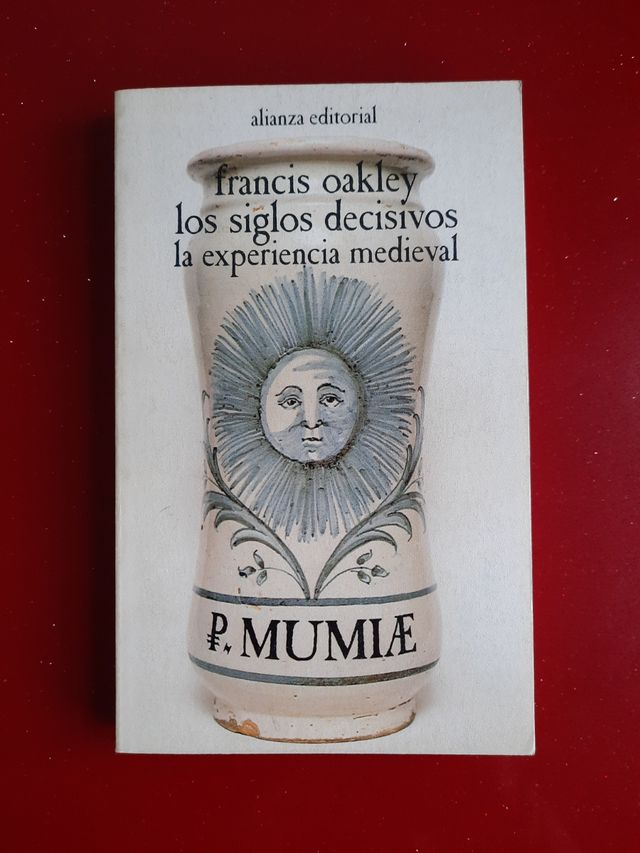 alianza editorial
francis oakley
los siglos decisivos
la experiencia medieval
P. MUMIÆ